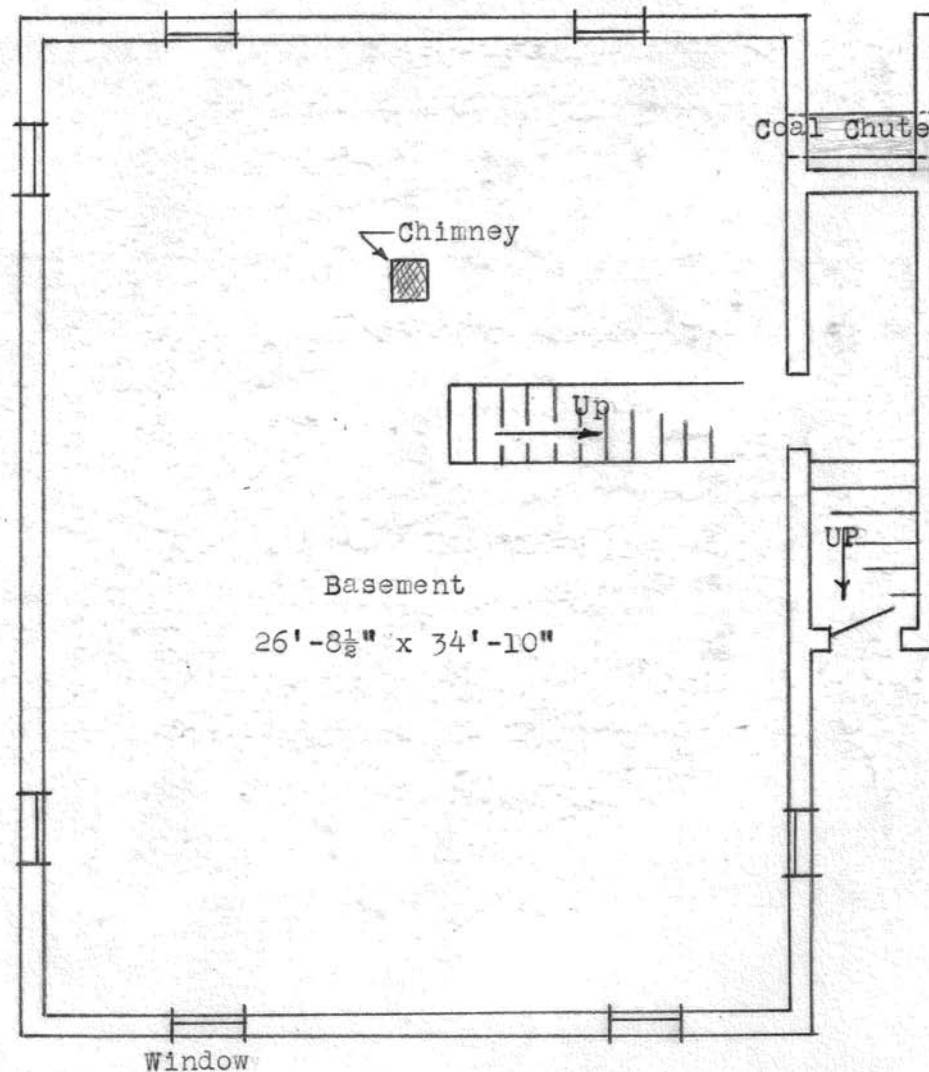 Coal Chute
Chimney
Up
UP
Basement
26'-8½" x 34'-10"
Window